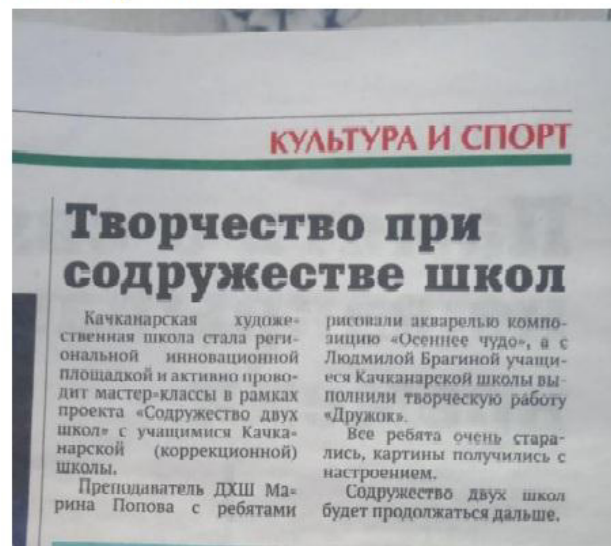 КУЛЬТУРА И СПОРТ
Творчество при
содружестве школ
Качканарская художе-
ственная школа стала реги-
ональной инновационной
площадкой и активно прово-
дит мастер-классы в рамках
проекта «Содружество двух
школ» с учащимися Качка-
нарской (коррекционной)
школы.
Преподаватель ДХШ Ма-
рина Попова с ребятами
рисовали акварелью компо-
зицию «Осеннее чудо», а с
Людмилой Брагиной учащи-
еся Качканарской школы вы-
полнили творческую работу
«Дружок».
Все ребята очень стара-
лись, картины получились с
настроением.
Содружество двух школ
будет продолжаться дальше.